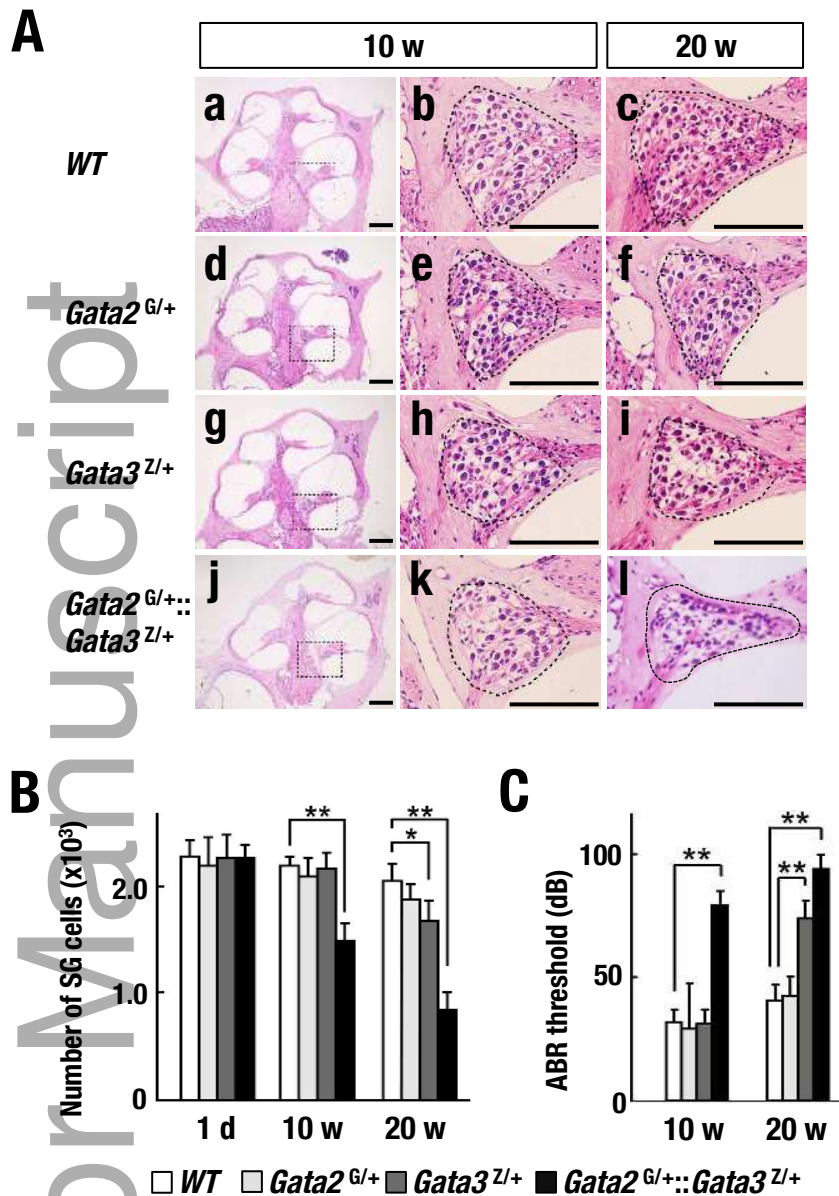 A
10 w 20 w
WT a b c
Gata2 G/+ d e f
Gata3 Z/+ g h i
Gata2 G/+:: j k l
Gata3 Z/+
or Manuscript
B
Number of SG cells (x10³)
2.0
1.0
0
** ** *
1 d 10 w 20 w
C
ABR threshold (dB)
100
50
0
** ** **
10 w 20 w
WT Gata2 G/+ Gata3 Z/+ Gata2 G/+::Gata3 Z/+